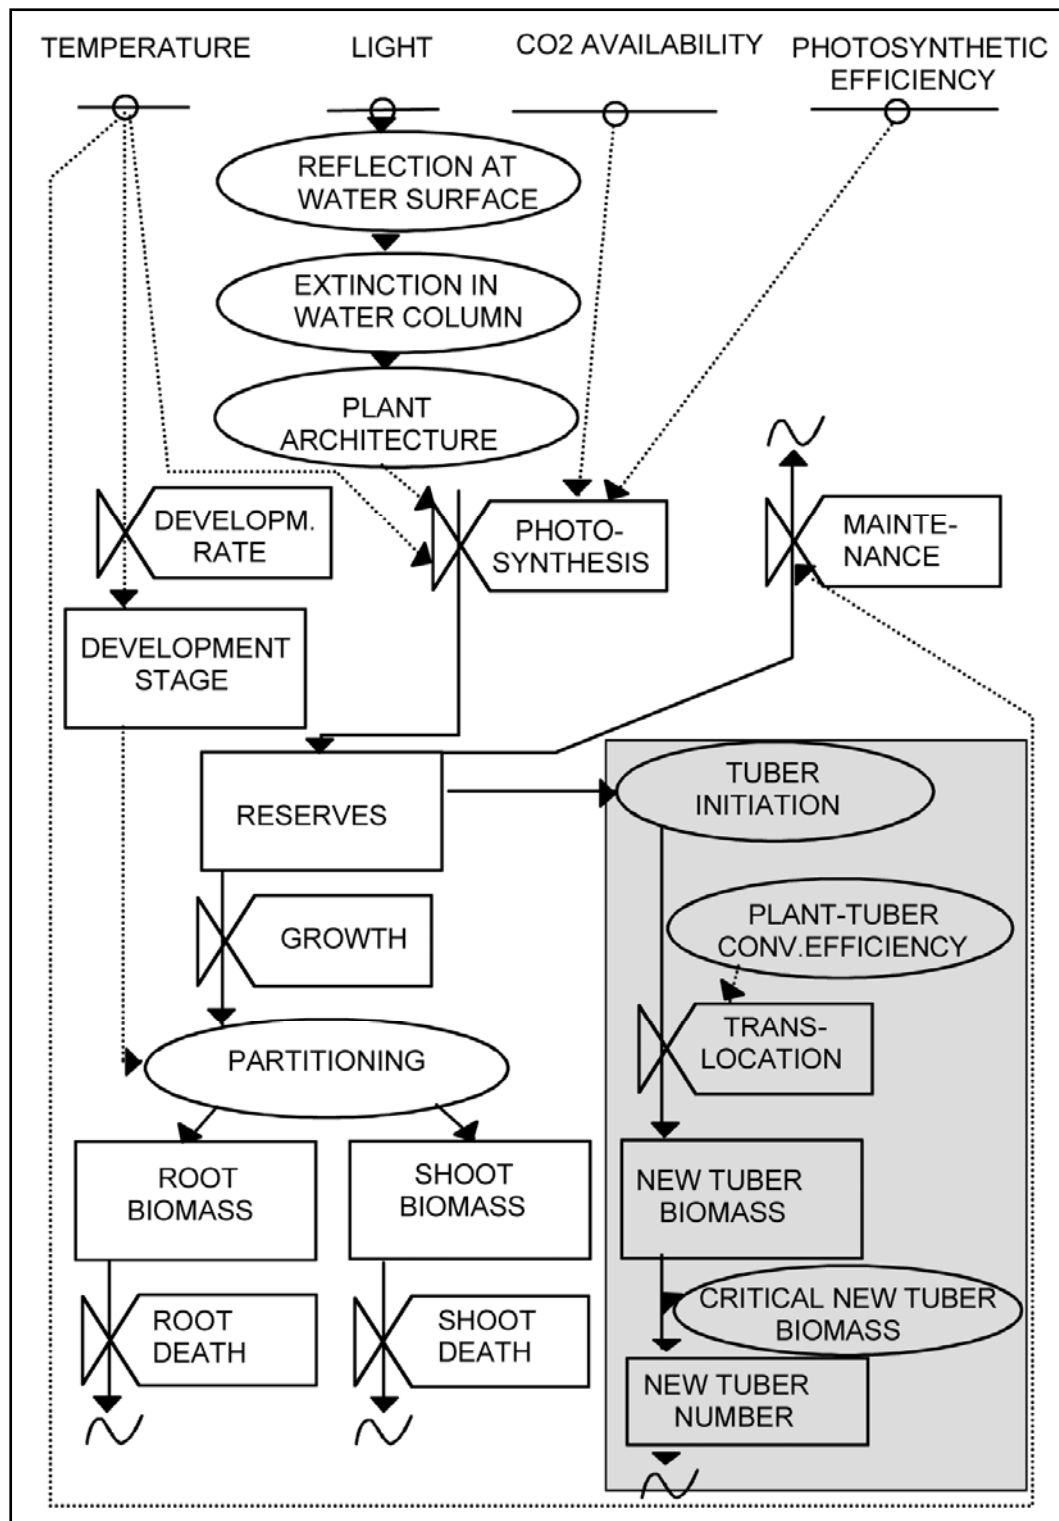 TEMPERATURE
LIGHT
CO2 AVAILABILITY
PHOTOSYNTHETIC
EFFICIENCY
REFLECTION AT
WATER SURFACE
EXTINCTION IN
WATER COLUMN
PLANT
ARCHITECTURE
DEVELOPM.
RATE
PHOTO-
SYNTHESIS
MAINTE-
NANCE
DEVELOPMENT
STAGE
RESERVES
TUBER
INITIATION
GROWTH
PLANT-TUBER
CONV.EFFICIENCY
TRANS-
LOCATION
PARTITIONING
ROOT
BIOMASS
SHOOT
BIOMASS
NEW TUBER
BIOMASS
ROOT
DEATH
SHOOT
DEATH
CRITICAL NEW TUBER
BIOMASS
NEW TUBER
NUMBER